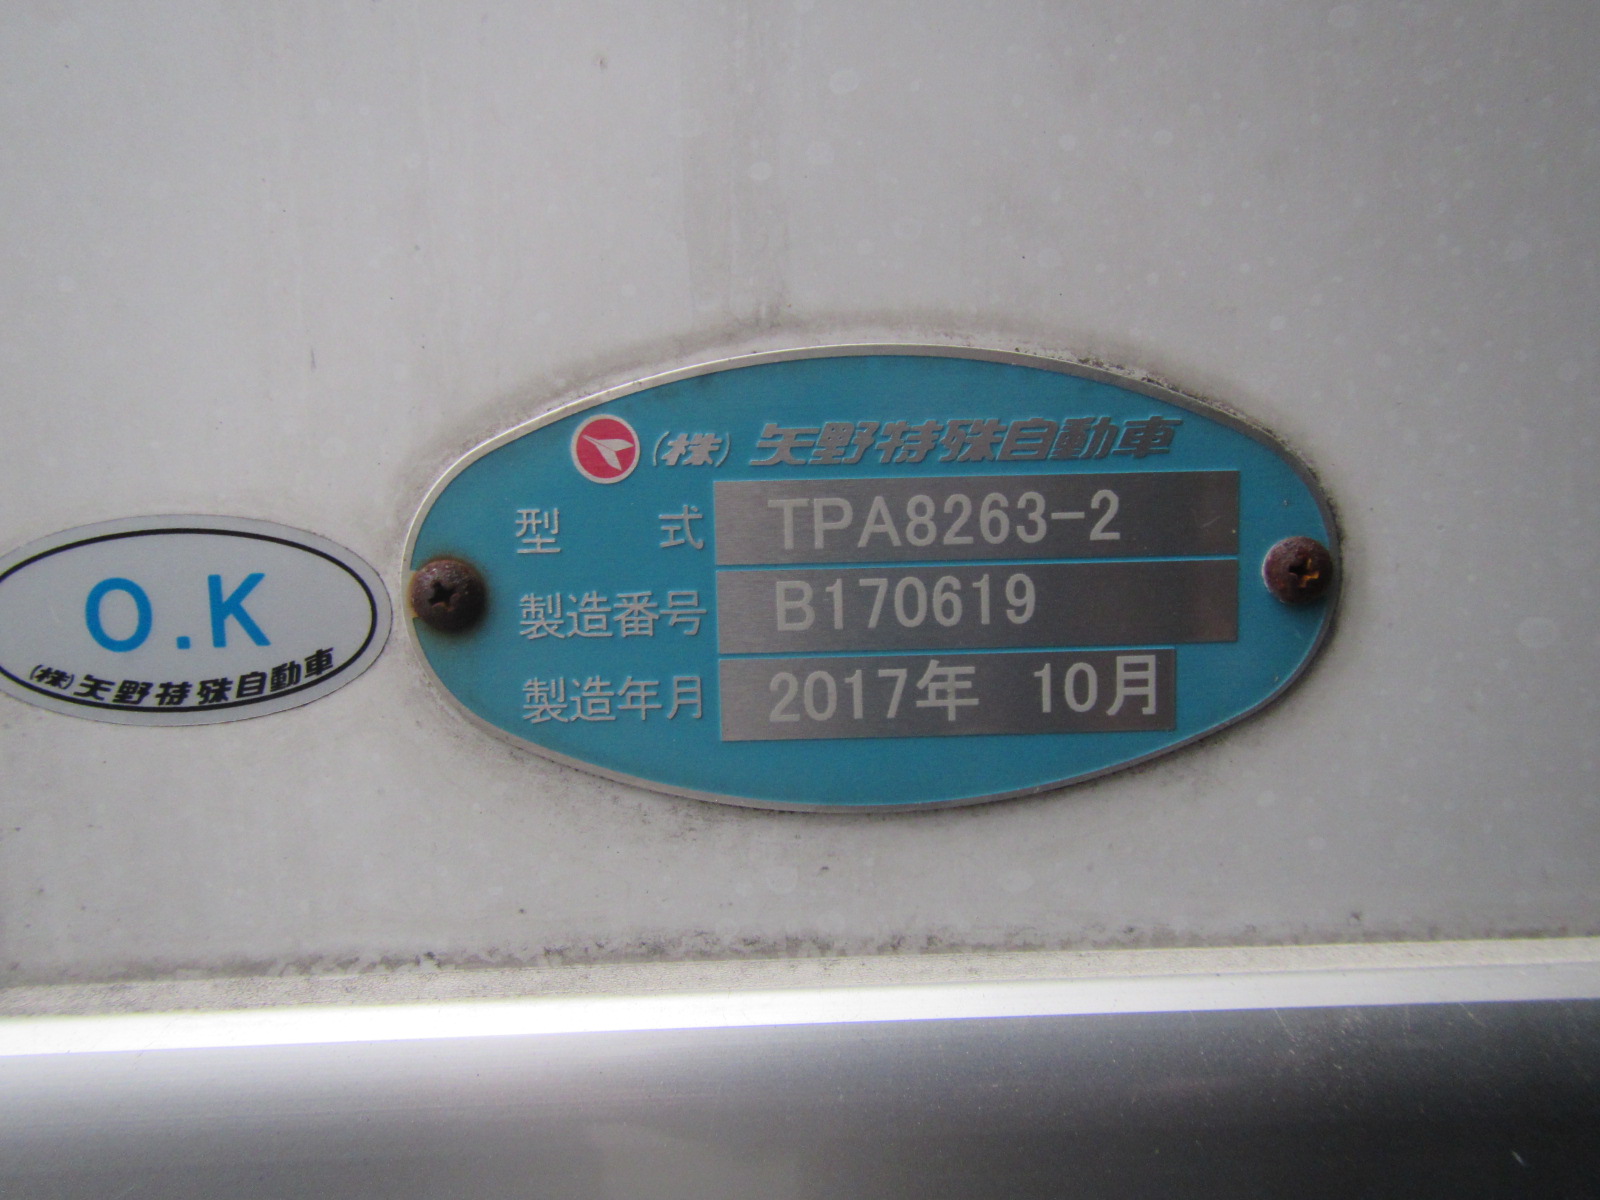 (株)矢野特殊自動車
型式 TPA8263-2
製造番号 B170619
製造年月 2017年 10月
O.K
(株)矢野特殊自動車